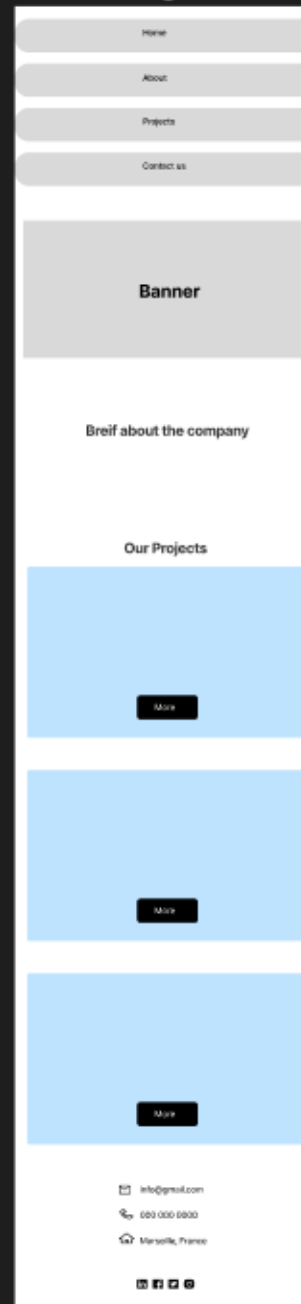 Home
About
Projects
Contact us
Banner
Breif about the company
Our Projects
More
More
More
info@gmail.com
000 000 0000
Marseille, France